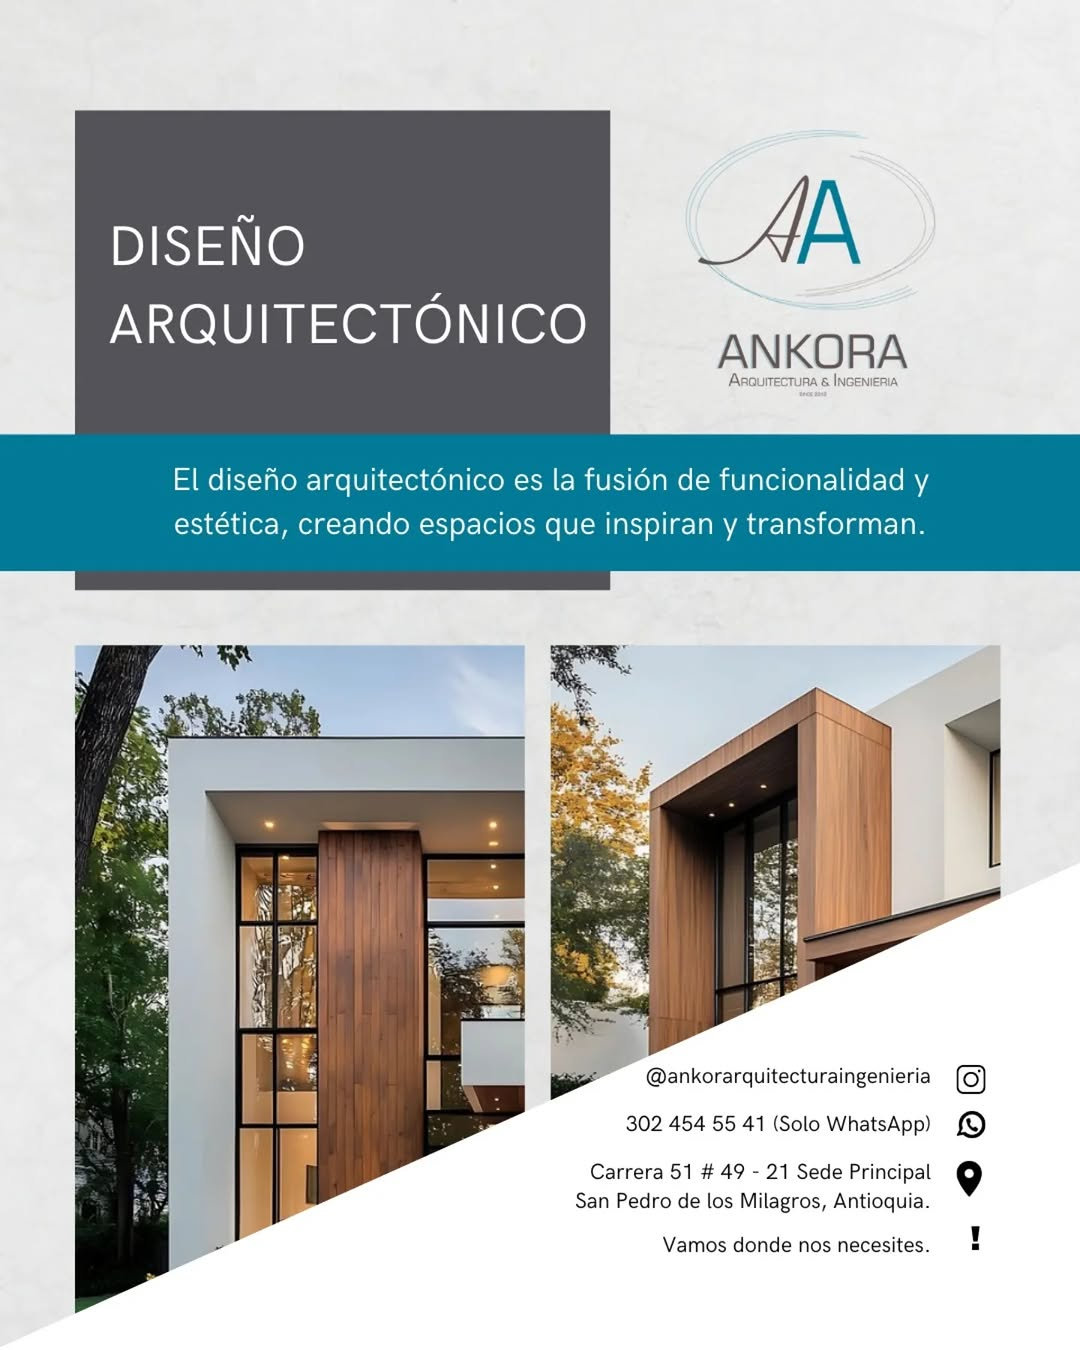 DISEÑO
ARQUITECTÓNICO
AA
ANKORA
ARQUITECTURA & INGENIERIA
El diseño arquitectónico es la fusión de funcionalidad y
estética, creando espacios que inspiran y transforman.
@ankorarquitecturaingenieria
302 454 55 41 (Solo WhatsApp)
Carrera 51 # 49 - 21 Sede Principal
San Pedro de los Milagros, Antioquia.
Vamos donde nos necesites.
!